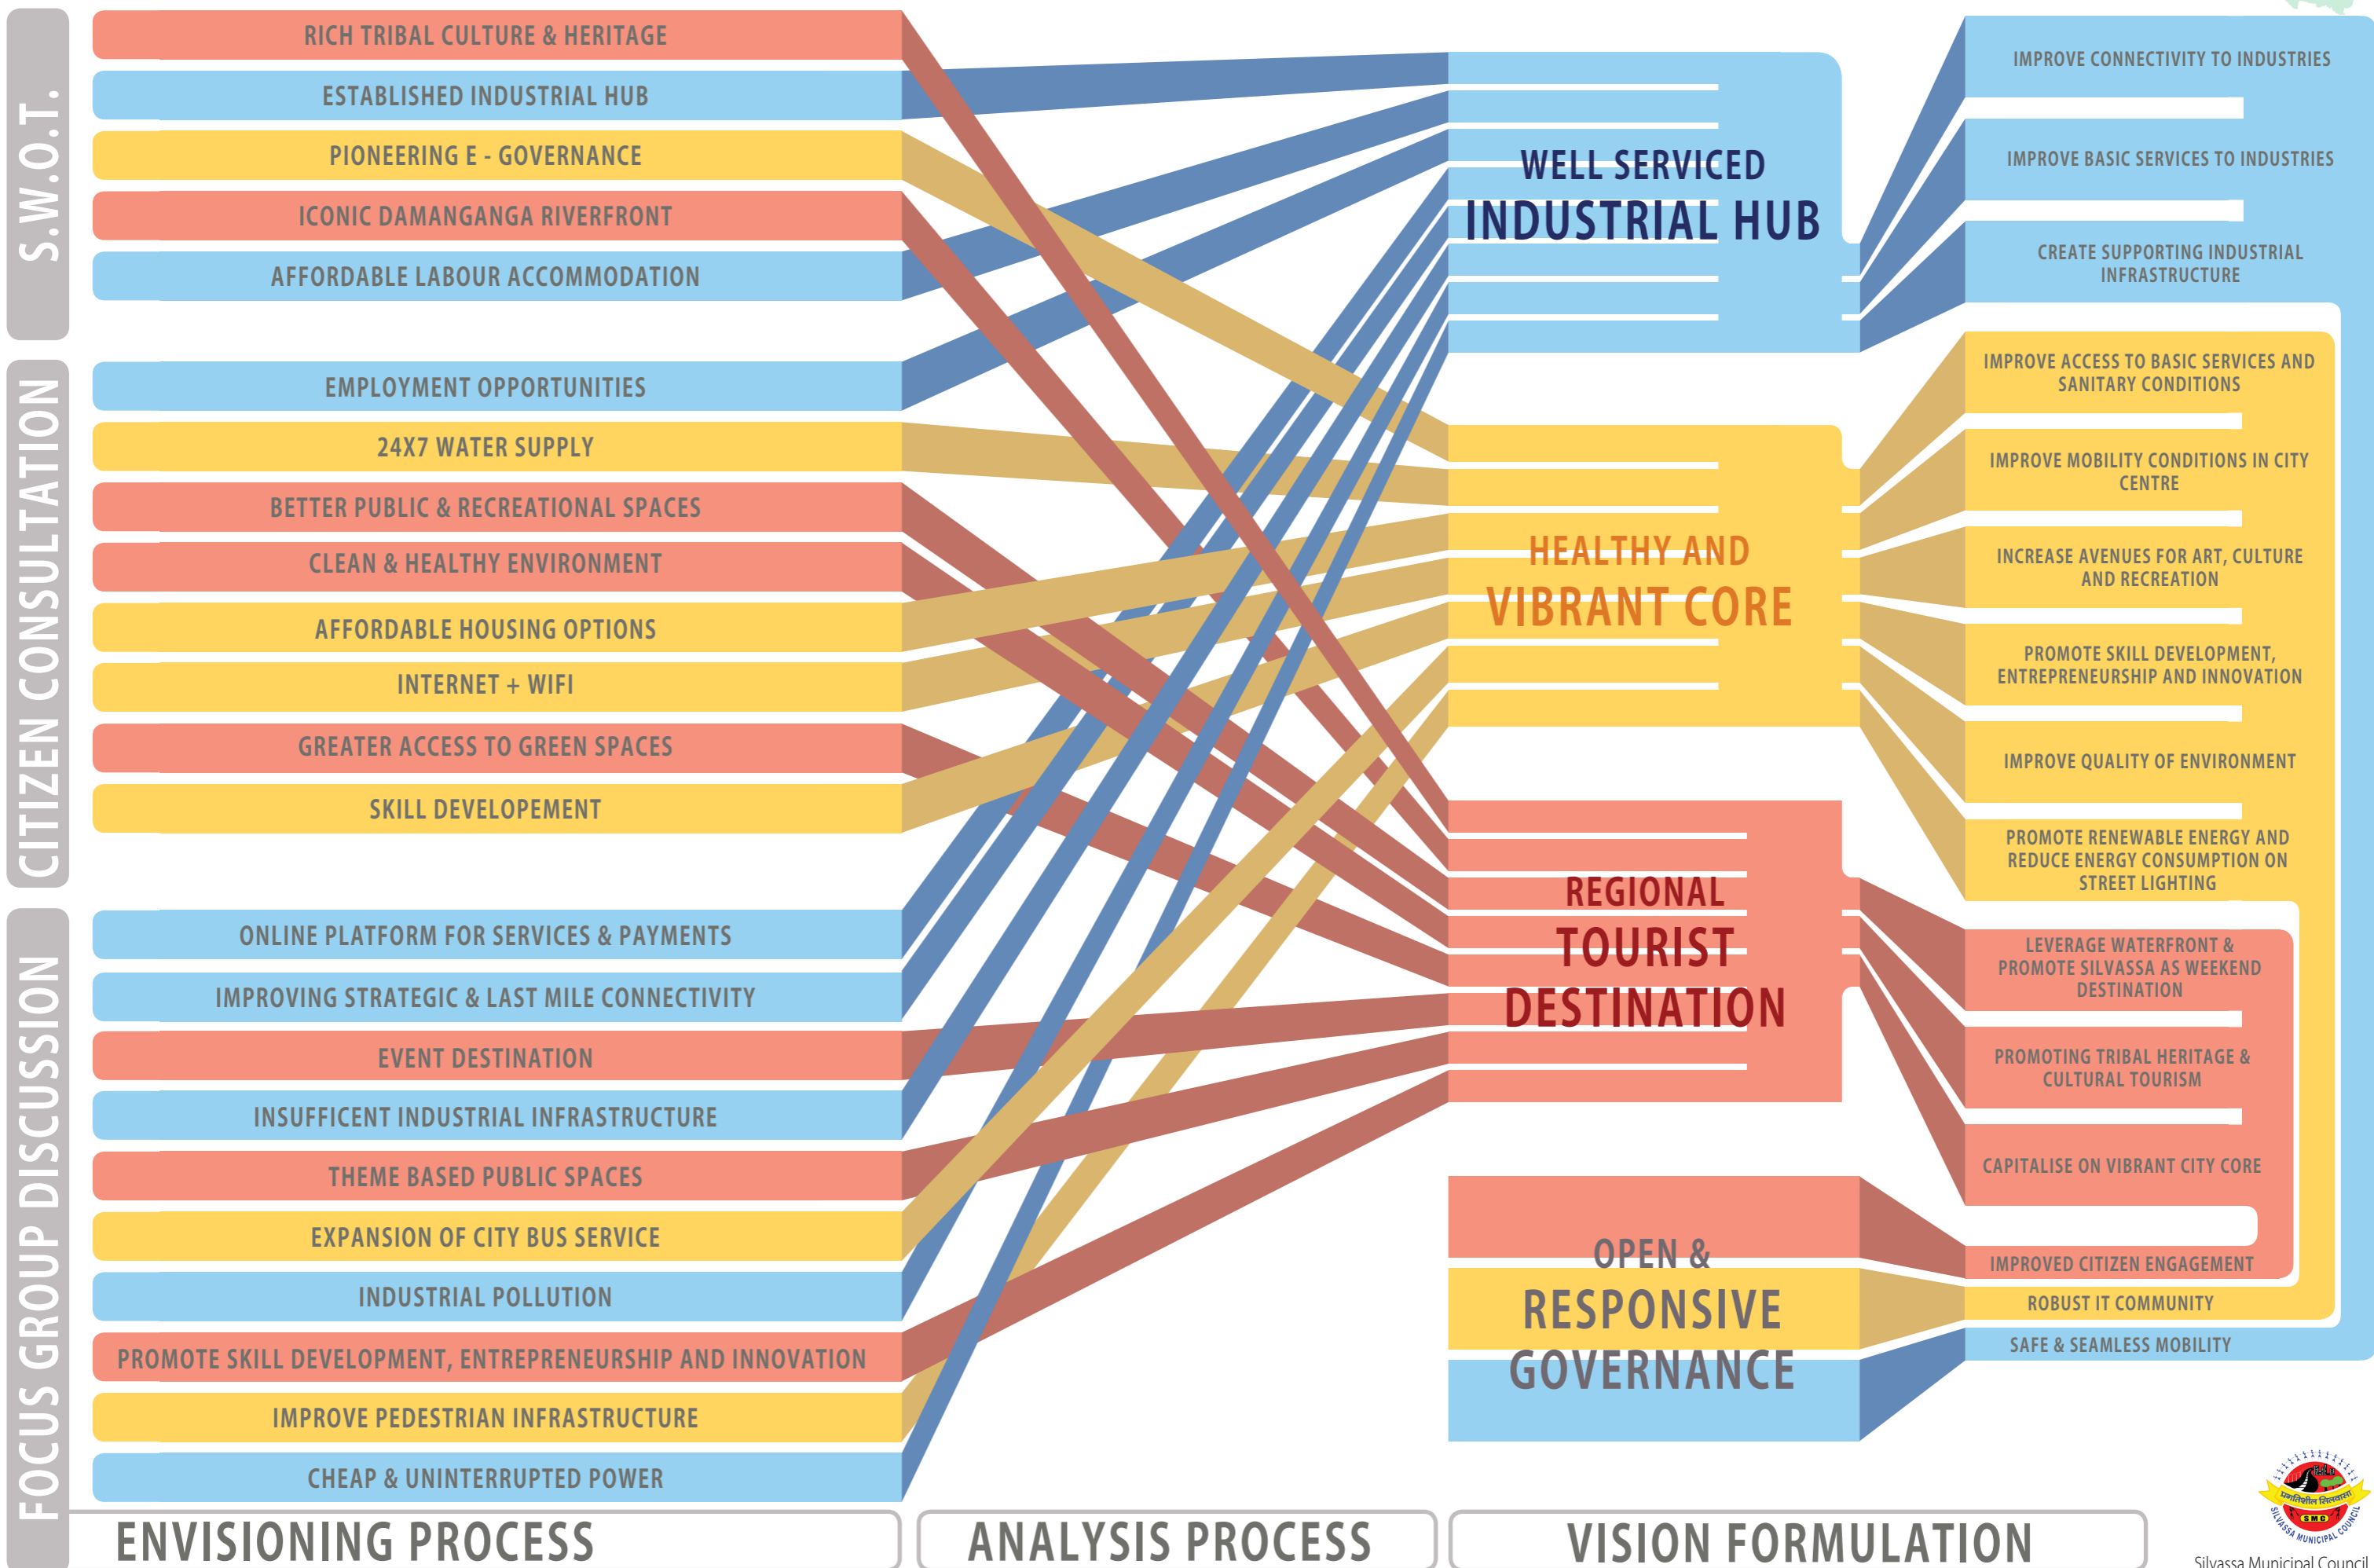 S.W.O.T.
RICH TRIBAL CULTURE & HERITAGE
ESTABLISHED INDUSTRIAL HUB
PIONEERING E - GOVERNANCE
ICONIC DAMANGANGA RIVERFRONT
AFFORDABLE LABOUR ACCOMMODATION
CITIZEN CONSULTATION
EMPLOYMENT OPPORTUNITIES
24X7 WATER SUPPLY
BETTER PUBLIC & RECREATIONAL SPACES
CLEAN & HEALTHY ENVIRONMENT
AFFORDABLE HOUSING OPTIONS
INTERNET + WIFI
GREATER ACCESS TO GREEN SPACES
SKILL DEVELOPEMENT
FOCUS GROUP DISCUSSION
ONLINE PLATFORM FOR SERVICES & PAYMENTS
IMPROVING STRATEGIC & LAST MILE CONNECTIVITY
EVENT DESTINATION
INSUFFICENT INDUSTRIAL INFRASTRUCTURE
THEME BASED PUBLIC SPACES
EXPANSION OF CITY BUS SERVICE
INDUSTRIAL POLLUTION
PROMOTE SKILL DEVELOPMENT, ENTREPRENEURSHIP AND INNOVATION
IMPROVE PEDESTRIAN INFRASTRUCTURE
CHEAP & UNINTERRUPTED POWER
WELL SERVICED
INDUSTRIAL HUB
HEALTHY AND
VIBRANT CORE
REGIONAL
TOURIST
DESTINATION
OPEN &
RESPONSIVE
GOVERNANCE
IMPROVE CONNECTIVITY TO INDUSTRIES
IMPROVE BASIC SERVICES TO INDUSTRIES
CREATE SUPPORTING INDUSTRIAL
INFRASTRUCTURE
IMPROVE ACCESS TO BASIC SERVICES AND
SANITARY CONDITIONS
IMPROVE MOBILITY CONDITIONS IN CITY
CENTRE
INCREASE AVENUES FOR ART, CULTURE
AND RECREATION
PROMOTE SKILL DEVELOPMENT,
ENTREPRENEURSHIP AND INNOVATION
IMPROVE QUALITY OF ENVIRONMENT
PROMOTE RENEWABLE ENERGY AND
REDUCE ENERGY CONSUMPTION ON
STREET LIGHTING
LEVERAGE WATERFRONT &
PROMOTE SILVASSA AS WEEKEND
DESTINATION
PROMOTING TRIBAL HERITAGE &
CULTURAL TOURISM
CAPITALISE ON VIBRANT CITY CORE
IMPROVED CITIZEN ENGAGEMENT
ROBUST IT COMMUNITY
SAFE & SEAMLESS MOBILITY
ENVISIONING PROCESS
ANALYSIS PROCESS
VISION FORMULATION
प्रगतिशील सिलवासा
SMC
SILVASSA MUNICIPAL COUNCIL
Silvassa Municipal Council